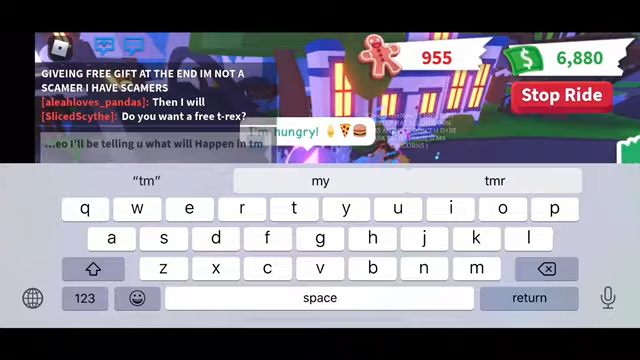 955
6,880
GIVING FREE GIFT AT THE END IM NOT A
SCAMER I HAVE SCAMERS
Stop Ride
[aleahloves_pandas]: Then I will
[SlicedScythe]: Do you want a free t-rex?
I'm hungry!
...eo I'll be telling u what will Happen in tm
“tm”
my
tmr
q w e r t y u i o p
a s d f g h j k l
z x c v b n m
123
space
return